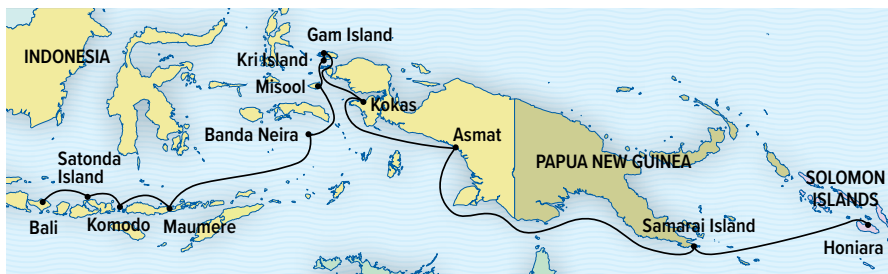 INDONESIA
Gam Island
Kri Island
Misool
Kokas
Banda Neira
Asmat
Satonda
Island
PAPUA NEW GUINEA
SOLOMON
ISLANDS
Bali
Komodo
Maumere
Samarai Island
Honiara